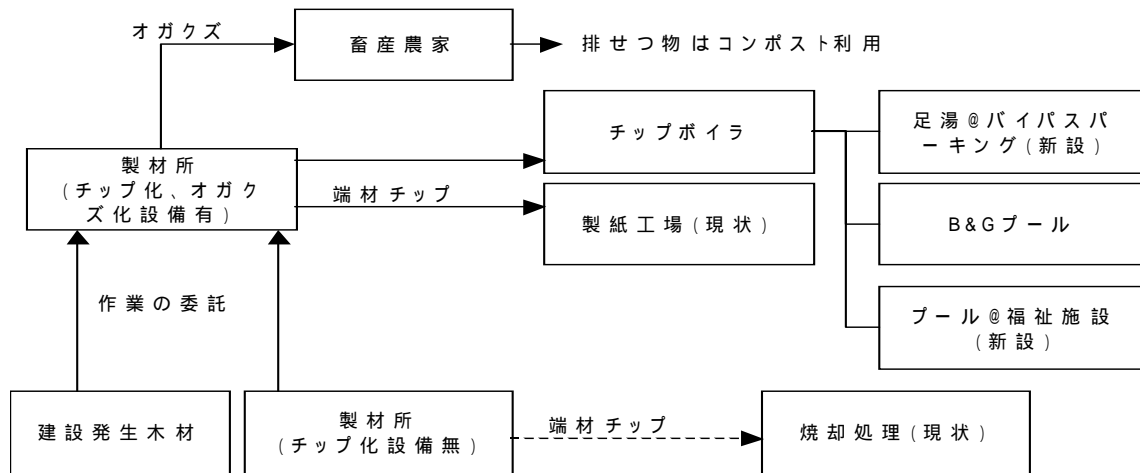 オガクズ
畜産農家
排せつ物はコンポスト利用
チップボイラ
足湯@バイパスパ
ーキング(新設)
製材所
(チップ化、オガク
ズ化設備有)
端材チップ
製紙工場(現状)
B&Gプール
作業の委託
プール@福祉施設
(新設)
建設発生木材
製材所
(チップ化設備無)
端材チップ
焼却処理(現状)